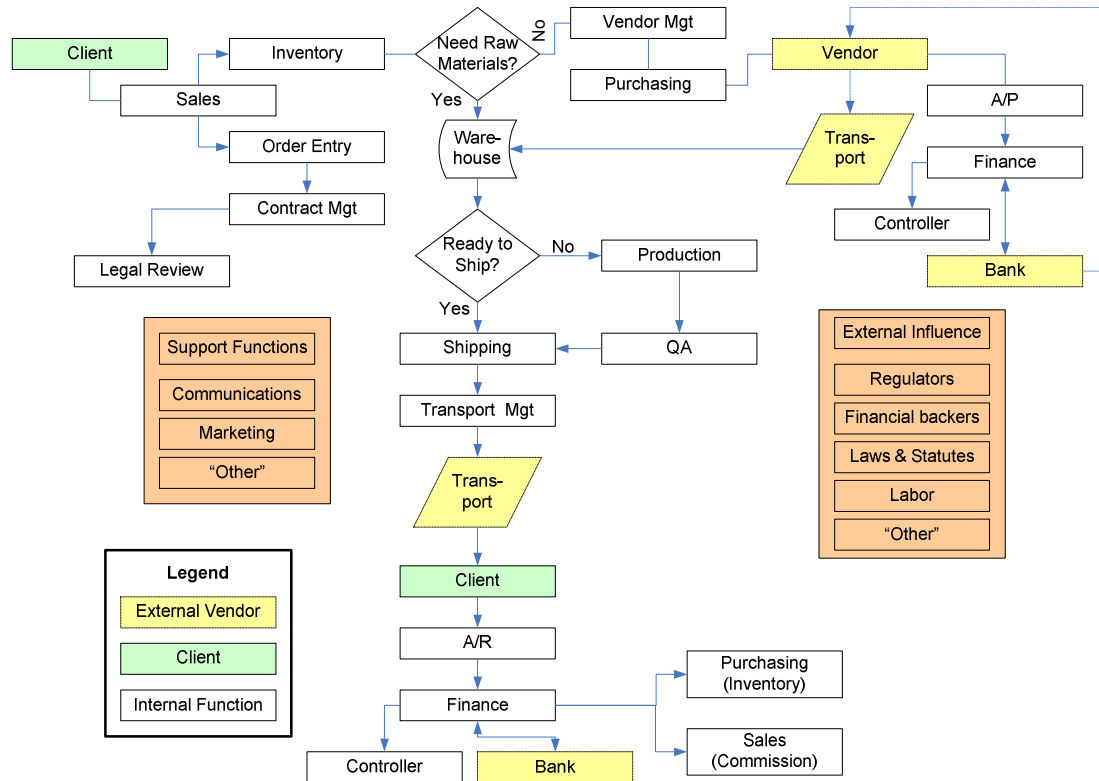 Client
Sales
Inventory
Order Entry
Contract Mgt
Legal Review
Need Raw
Materials?
No
Yes
Vendor Mgt
Purchasing
Vendor
Trans-
port
A/P
Finance
Controller
Bank
Ware-
house
Ready to
Ship?
No
Yes
Production
QA
Shipping
Transport  Mgt
Trans-
port
Client
A/R
Finance
Controller
Bank
Purchasing
(Inventory)
Sales
(Commission)
Support Functions
Communications
Marketing
“Other”
External Influence
Regulators
Financial backers
Laws & Statutes
Labor
“Other”
Legend
External Vendor
Client
Internal Function